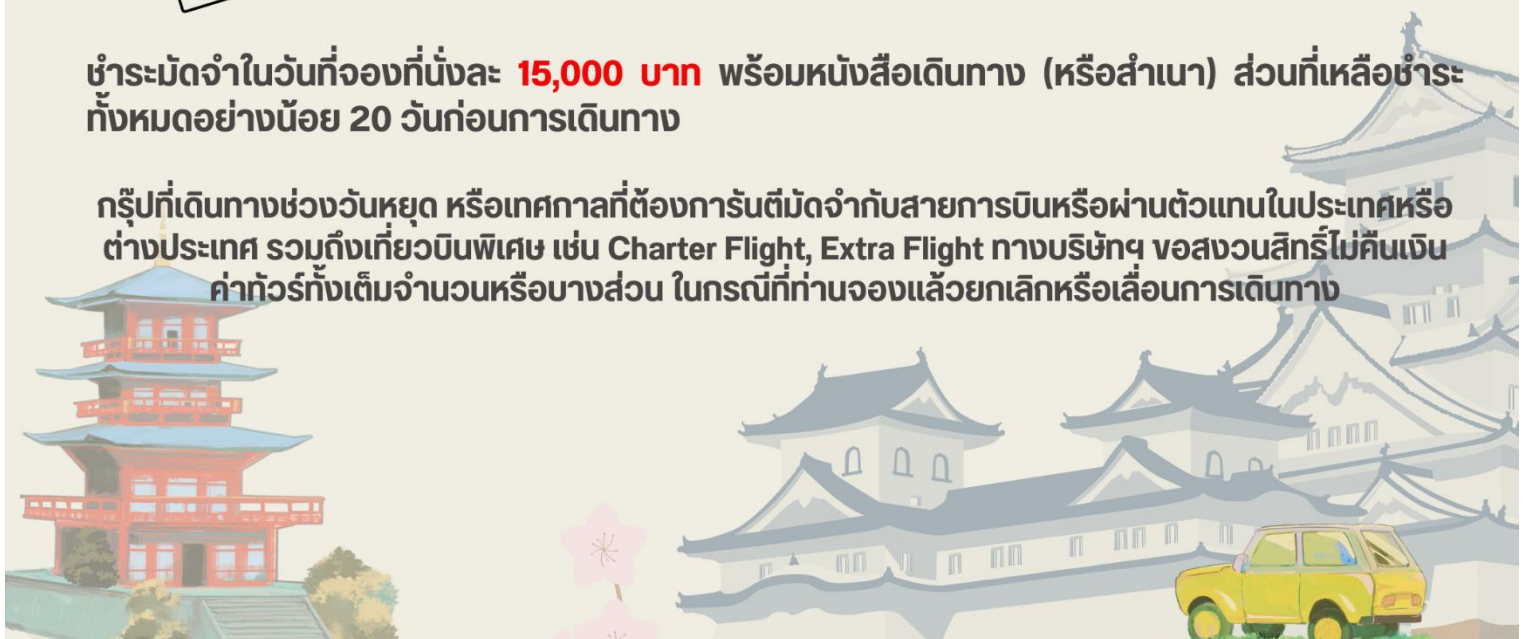 ชำระมัดจำในวันที่จองที่นั่งละ 15,000 บาท พร้อมหนังสือเดินทาง (หรือสำเนา) ส่วนที่เหลือชำระ
ทั้งหมดอย่างน้อย 20 วันก่อนการเดินทาง
กรุ๊ปที่เดินทางช่วงวันหยุด หรือเทศกาลที่ต้องการันตีมัดจำกับสายการบินหรือผ่านตัวแทนในประเทศหรือ
ต่างประเทศ รวมถึงเที่ยวบินพิเศษ เช่น Charter Flight, Extra Flight ทางบริษัทฯ ขอสงวนสิทธิ์ไม่คืนเงิน
ค่าทัวร์ทั้งเต็มจำนวนหรือบางส่วน ในกรณีที่ท่านจองแล้วยกเลิกหรือเลื่อนการเดินทาง